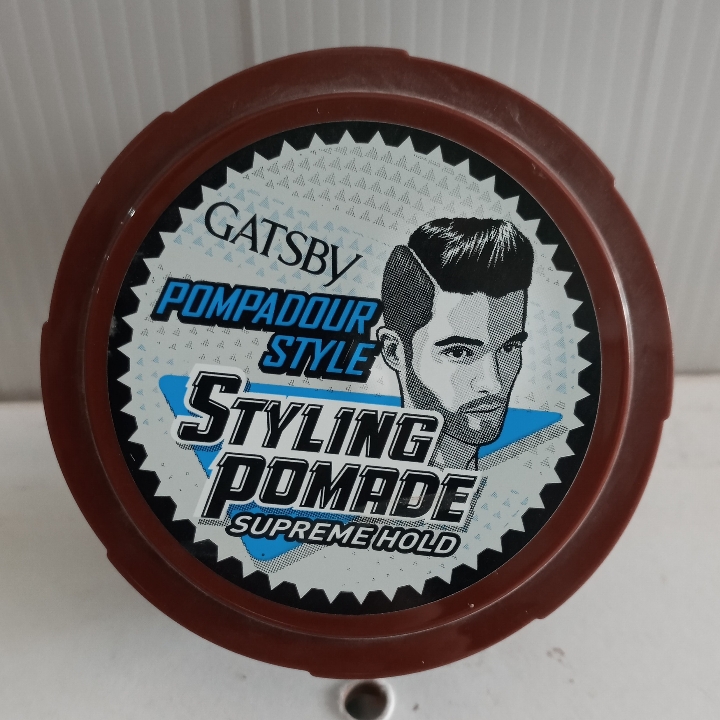 GATSBY
POMPADOUR
STYLE
STYLING
POMADE
SUPREME HOLD